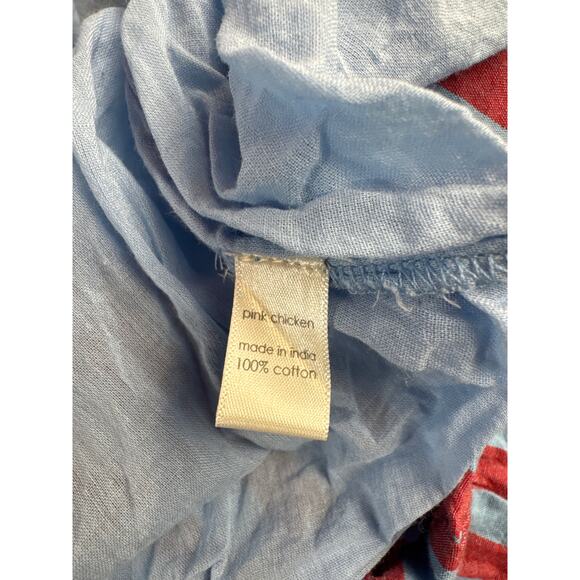 pink chicken
made in india
100% cotton